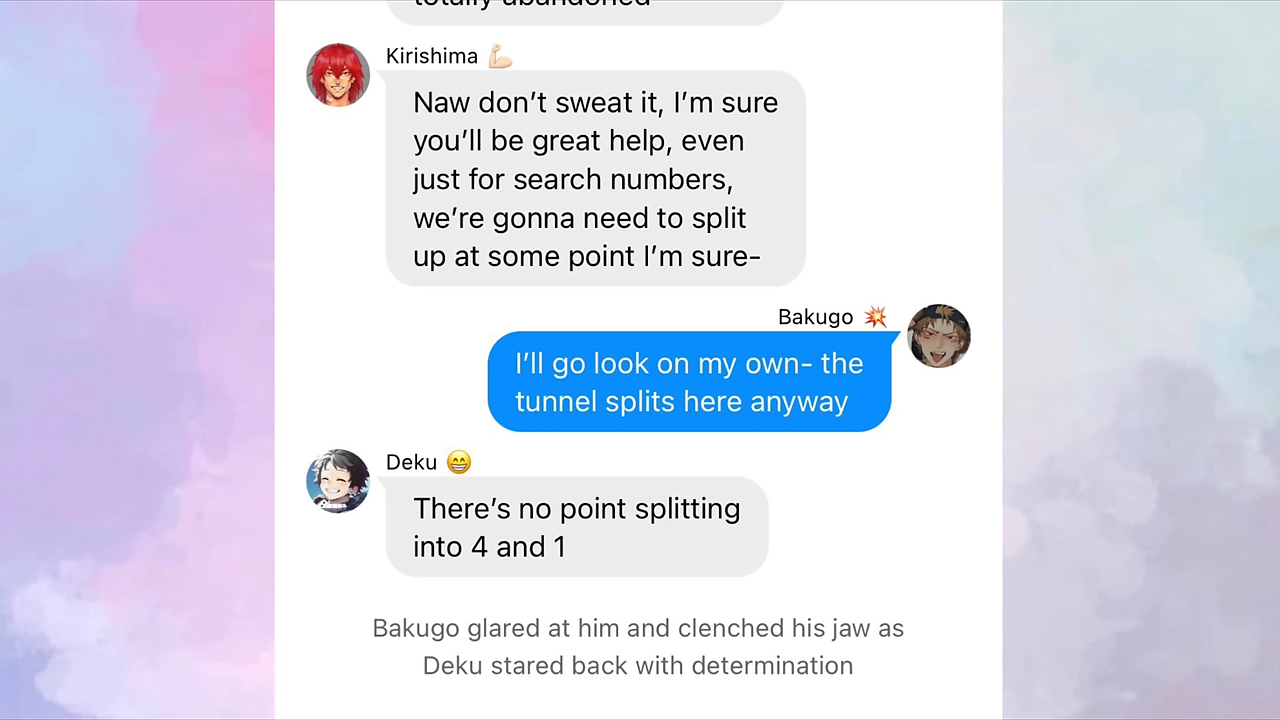 totally abandoned
Kirishima 💪🏻
Naw don’t sweat it, I’m sure
you’ll be great help, even
just for search numbers,
we’re gonna need to split
up at some point I’m sure-
Bakugo 💥
I’ll go look on my own- the
tunnel splits here anyway
Deku 😁
There’s no point splitting
into 4 and 1
Bakugo glared at him and clenched his jaw as
Deku stared back with determination